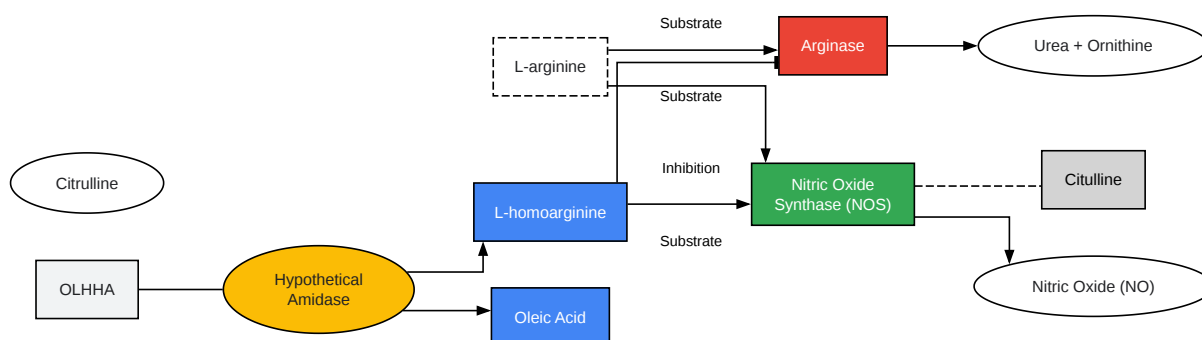 Substrate
Arginase
Urea + Ornithine
L-arginine
Substrate
Citrulline
Inhibition
Nitric Oxide
Synthase (NOS)
Citulline
L-homoarginine
Substrate
OLHHA
Hypothetical
Amidase
Nitric Oxide (NO)
Oleic Acid